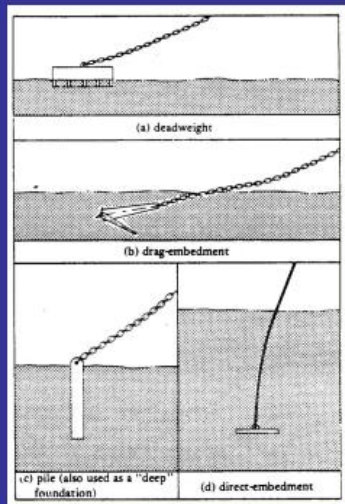 (a) deadweight
(b) drag-embedment
(c) pile (also used as a "deep"
foundation)
(d) direct-embedment